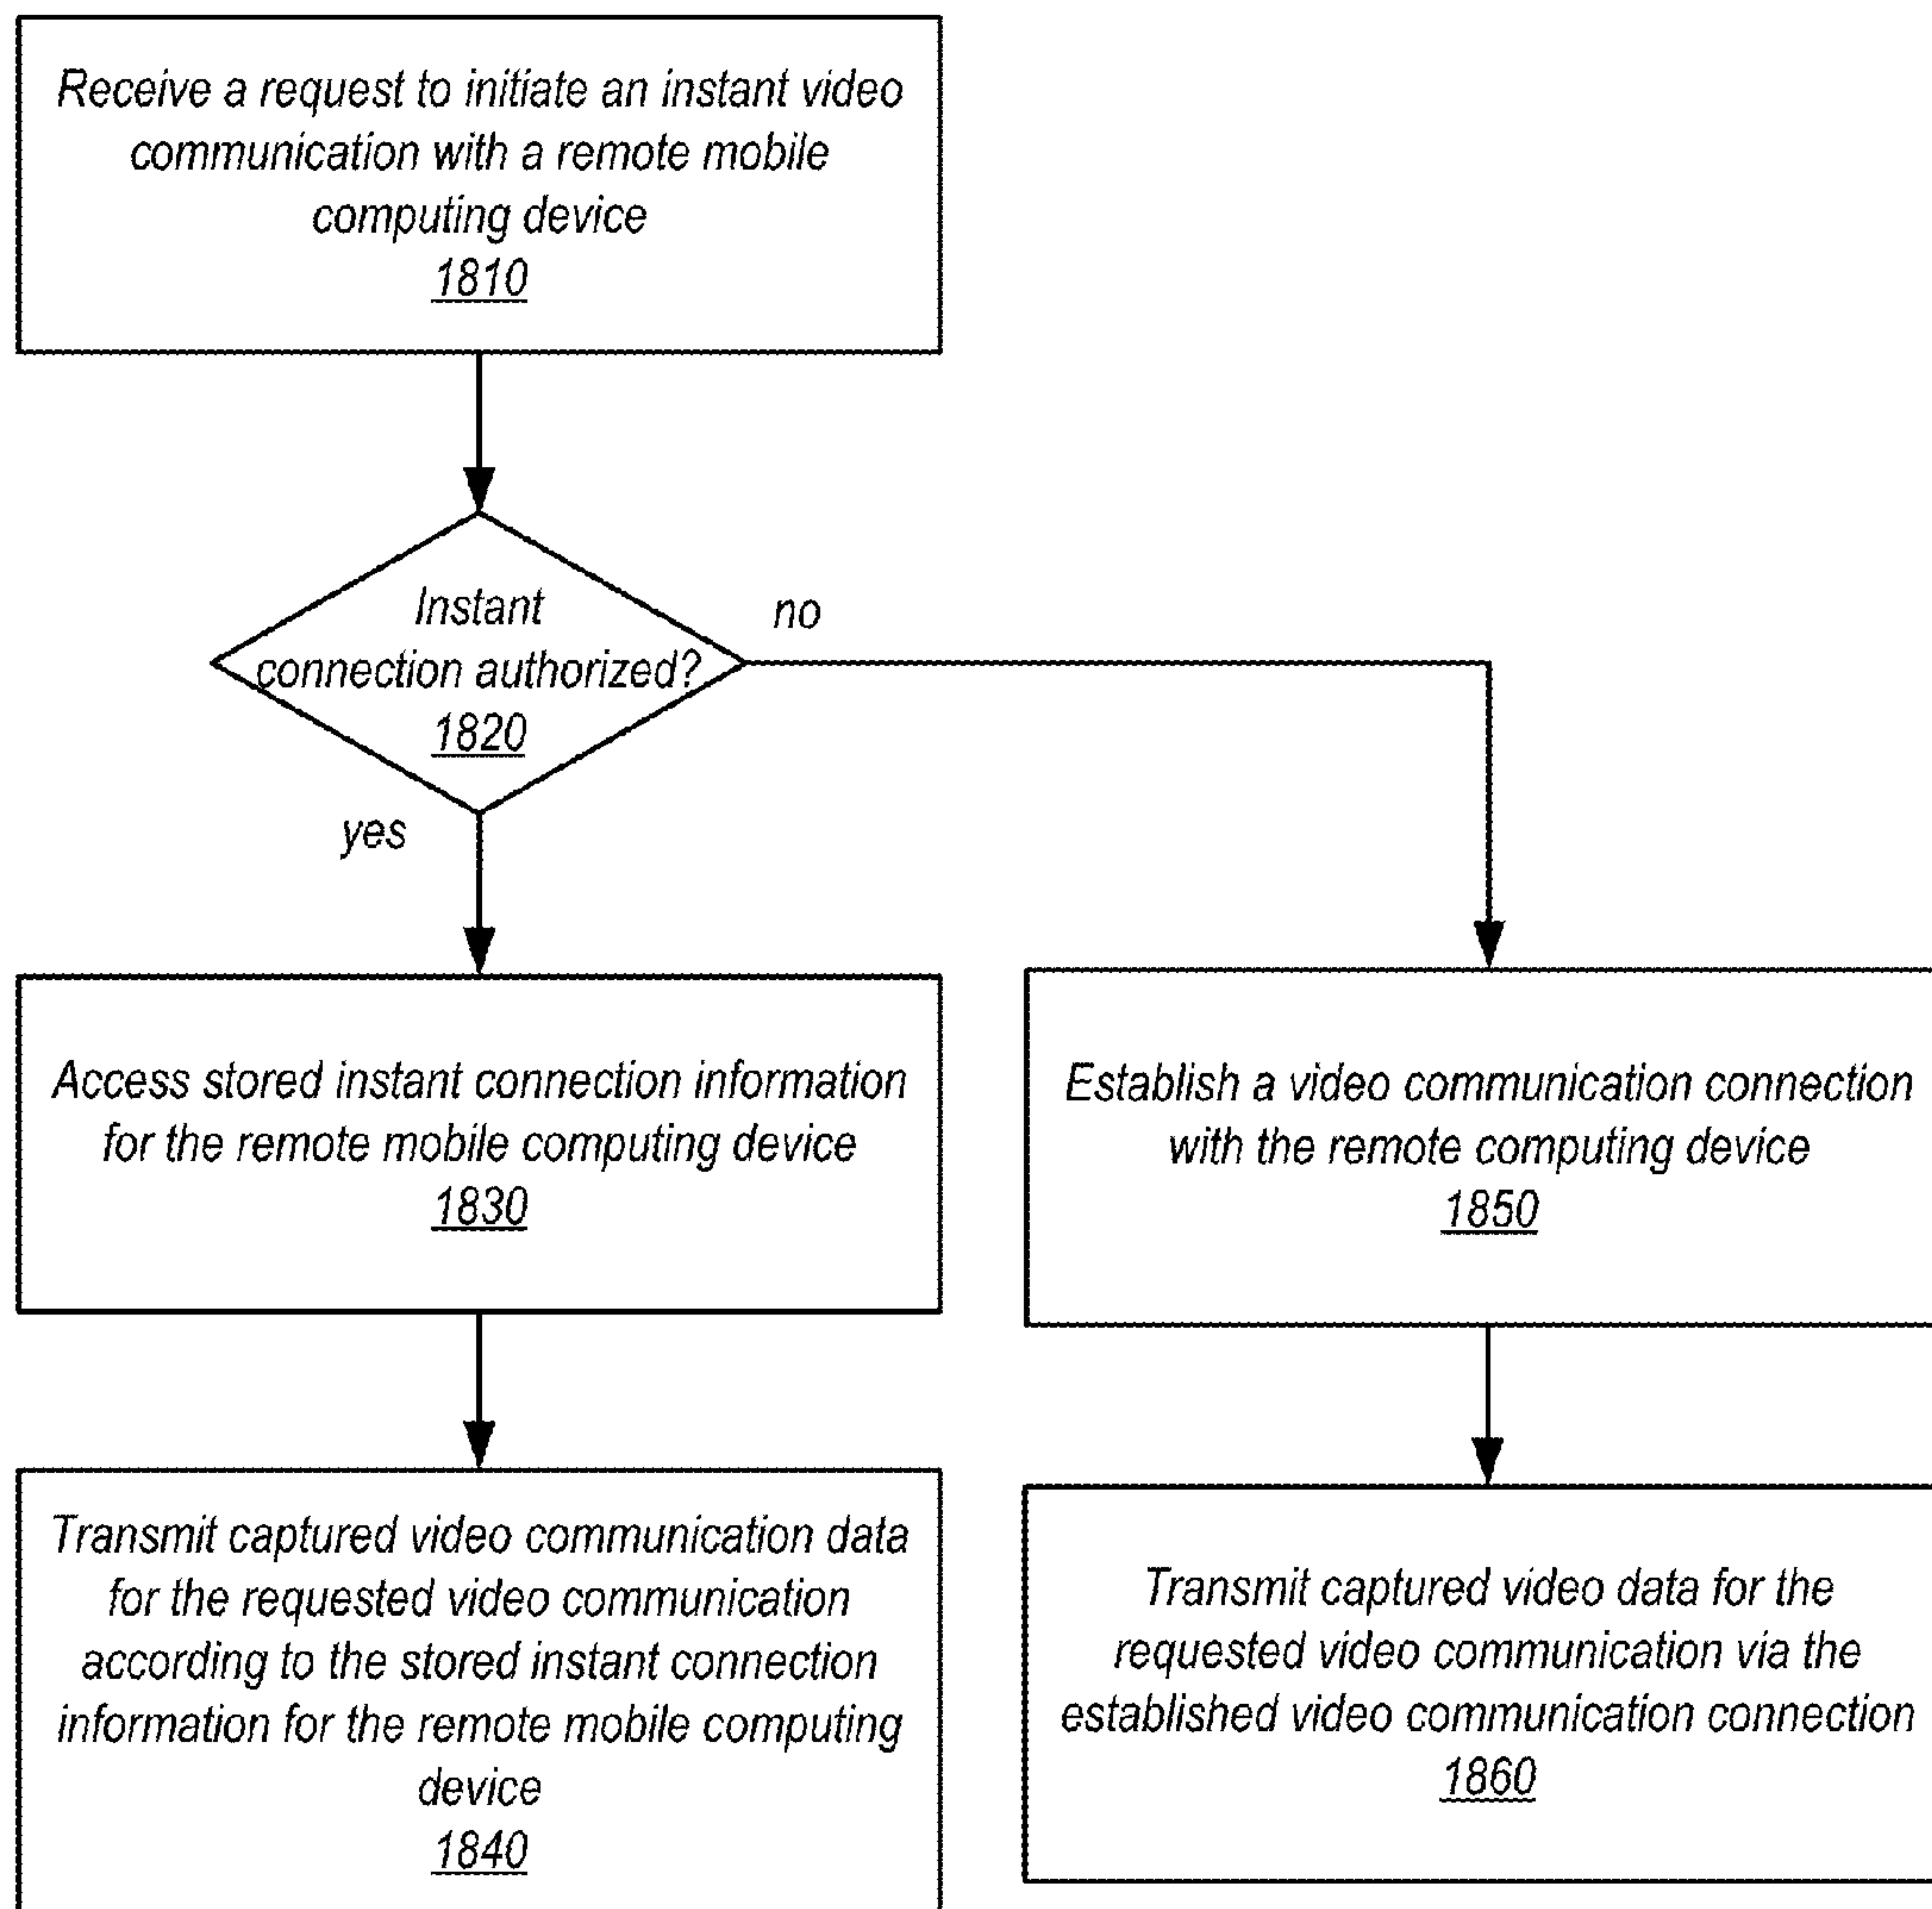 Receive a request to initiate an instant video
communication with a remote mobile
computing device
1810
Instant
connection authorized?
1820
no
yes
Access stored instant connection information
for the remote mobile computing device
1830
Establish a video communication connection
with the remote computing device
1850
Transmit captured video communication data
for the requested video communication
according to the stored instant connection
information for the remote mobile computing
device
1840
Transmit captured video data for the
requested video communication via the
established video communication connection
1860